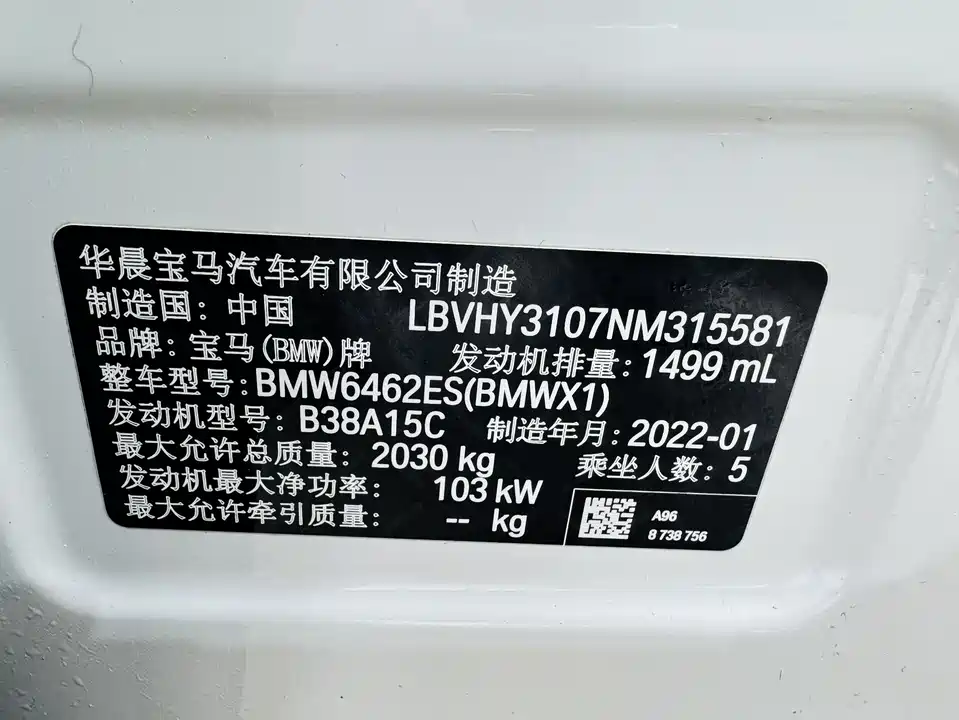 华晨宝马汽车有限公司制造
制造国：中国 LBVHY3107NM315581
品牌：宝马(BMW)牌 发动机排量：1499 mL
整车型号：BMW6462ES(BMWX1)
发动机型号：B38A15C 制造年月：2022-01
最大允许总质量：2030 kg 乘坐人数：5
发动机最大净功率：103 kW
最大允许牵引质量：-- kg
A96
8 738 756